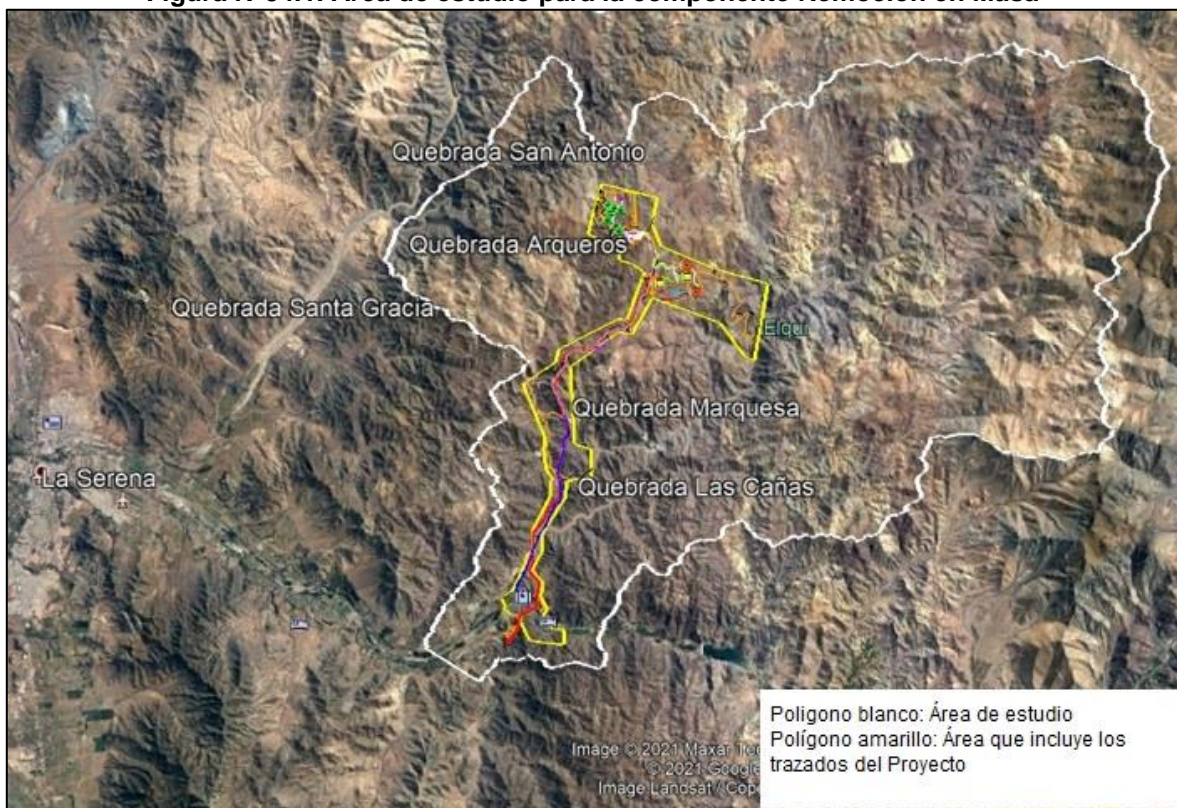 Quebrada San Antonio
Quebrada Arqueros
Quebrada Santa Gracia
Elqui
Quebrada Marquesa
La Serena
Quebrada Las Cañas
Poligono blanco: Área de estudio
Polígono amarillo: Área que incluye los
trazados del Proyecto
Image © 2021 Maxar
© 2021 Google
Image Landsat /